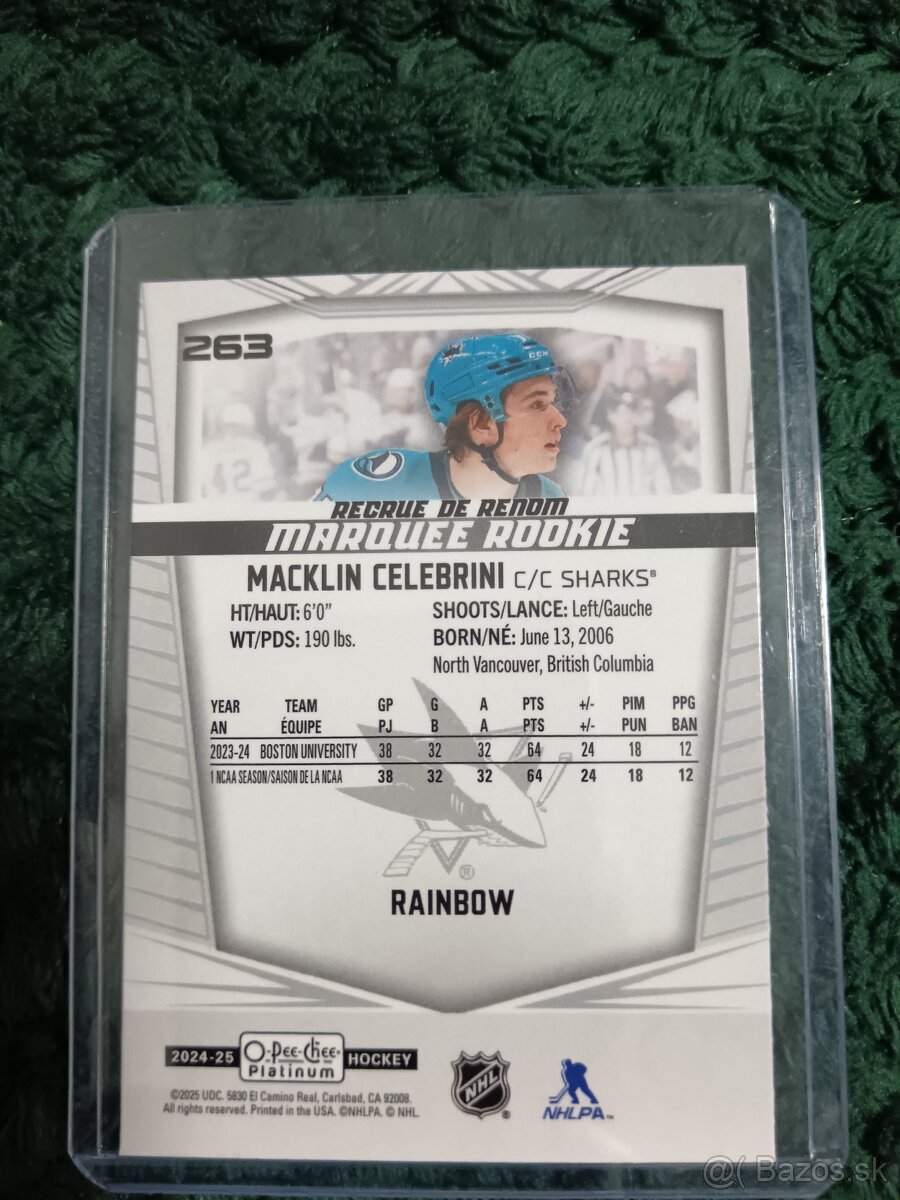 263
CCM
42
RECRUE DE RENOM
MARQUEE ROOKIE
MACKLIN CELEBRINI C/C SHARKS®
HT/HAUT: 6'0" SHOOTS/LANCE: Left/Gauche
WT/PDS: 190 lbs. BORN/NÉ: June 13, 2006
North Vancouver, British Columbia
YEAR TEAM GP G A PTS +/- PIM PPG
AN ÉQUIPE PJ B A PTS +/- PUN BAN
2023-24 BOSTON UNIVERSITY 38 32 32 64 24 18 12
1 NCAA SEASON/SAISON DE LA NCAA 38 32 32 64 24 18 12
®
RAINBOW
2024-25 O-Pee-Chee Platinum HOCKEY
©2025 UDC. 5830 El Camino Real, Carlsbad, CA 92008.
All rights reserved. Printed in the USA. ©NHLPA. © NHL.
NHL ®
NHLPA™
@( Bazos.sk